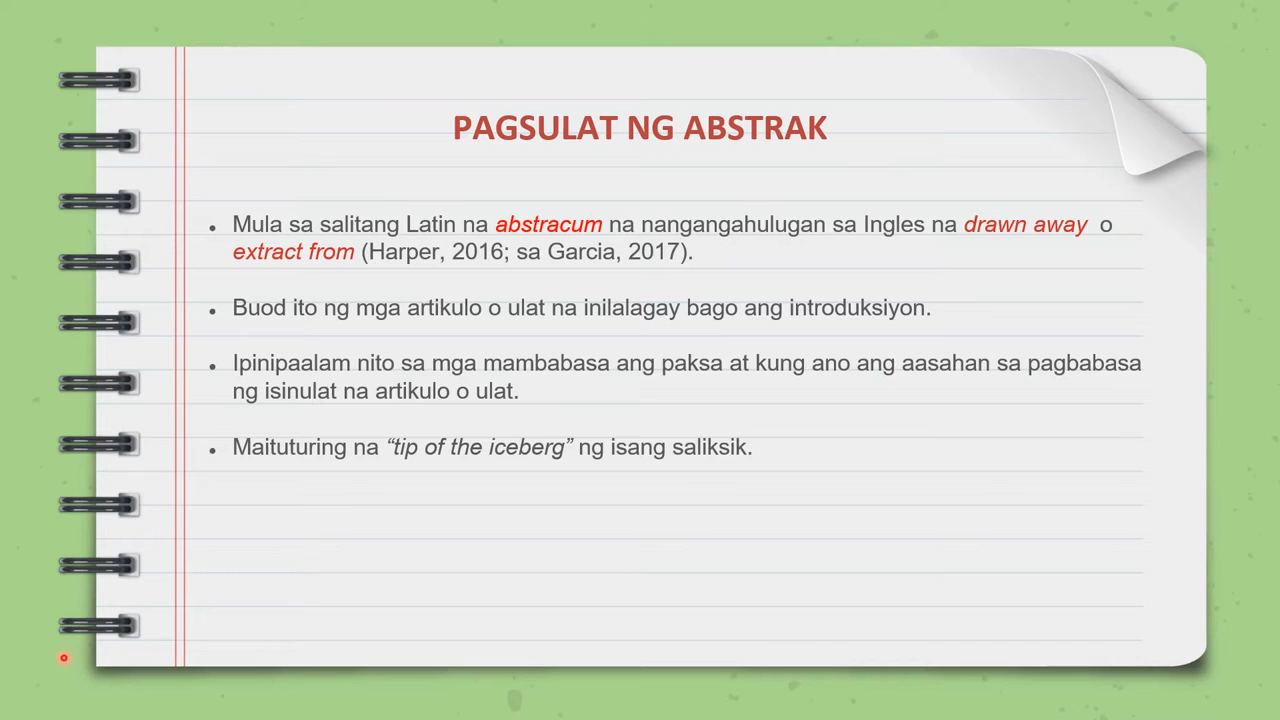 PAGSULAT NG ABSTRAK
• Mula sa salitang Latin na abstracum na nangangahulugan sa Ingles na drawn away o
extract from (Harper, 2016; sa Garcia, 2017).
• Buod ito ng mga artikulo o ulat na inilalagay bago ang introduksiyon.
• Ipinipaalam nito sa mga mambabasa ang paksa at kung ano ang aasahan sa pagbabasa
ng isinulat na artikulo o ulat.
• Maituturing na “tip of the iceberg” ng isang saliksik.